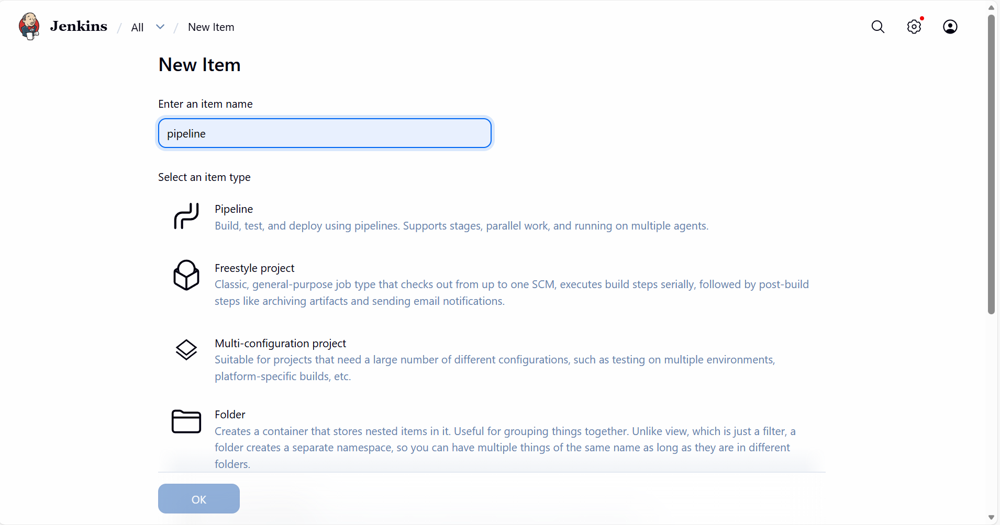 Jenkins / All / New Item
New Item
Enter an item name
pipeline
Select an item type
Pipeline
Build, test, and deploy using pipelines. Supports stages, parallel work, and running on multiple agents.
Freestyle project
Classic, general-purpose job type that checks out from up to one SCM, executes build steps serially, followed by post-build
steps like archiving artifacts and sending email notifications.
Multi-configuration project
Suitable for projects that need a large number of different configurations, such as testing on multiple environments,
platform-specific builds, etc.
Folder
Creates a container that stores nested items in it. Useful for grouping things together. Unlike view, which is just a filter, a
folder creates a separate namespace, so you can have multiple things of the same name as long as they are in different
folders.
OK